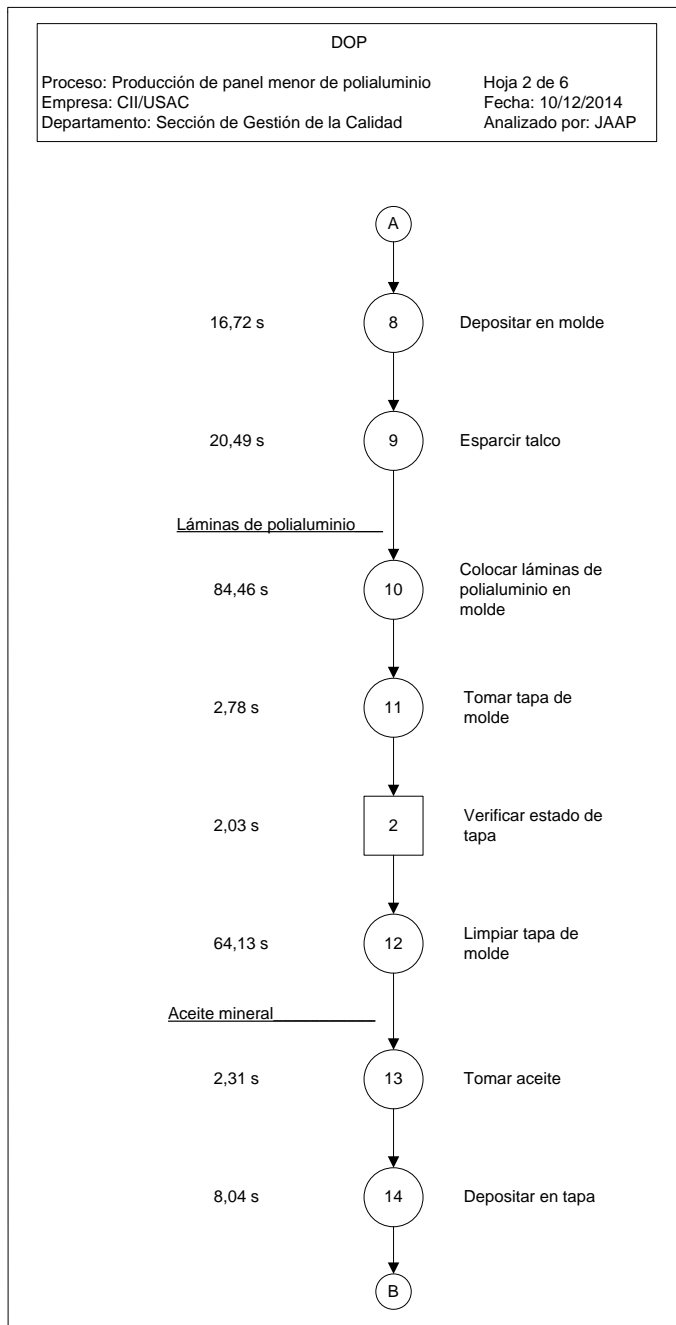 DOP
Proceso: Producción de panel menor de polialuminio Hoja 2 de 6
Empresa: CII/USAC Fecha: 10/12/2014
Departamento: Sección de Gestión de la Calidad Analizado por: JAAP
A
16,72 s 8 Depositar en molde
20,49 s 9 Esparcir talco
Láminas de polialuminio
84,46 s 10 Colocar láminas de
polialuminio en
molde
2,78 s 11 Tomar tapa de
molde
2,03 s 2 Verificar estado de
tapa
64,13 s 12 Limpiar tapa de
molde
Aceite mineral
2,31 s 13 Tomar aceite
8,04 s 14 Depositar en tapa
B